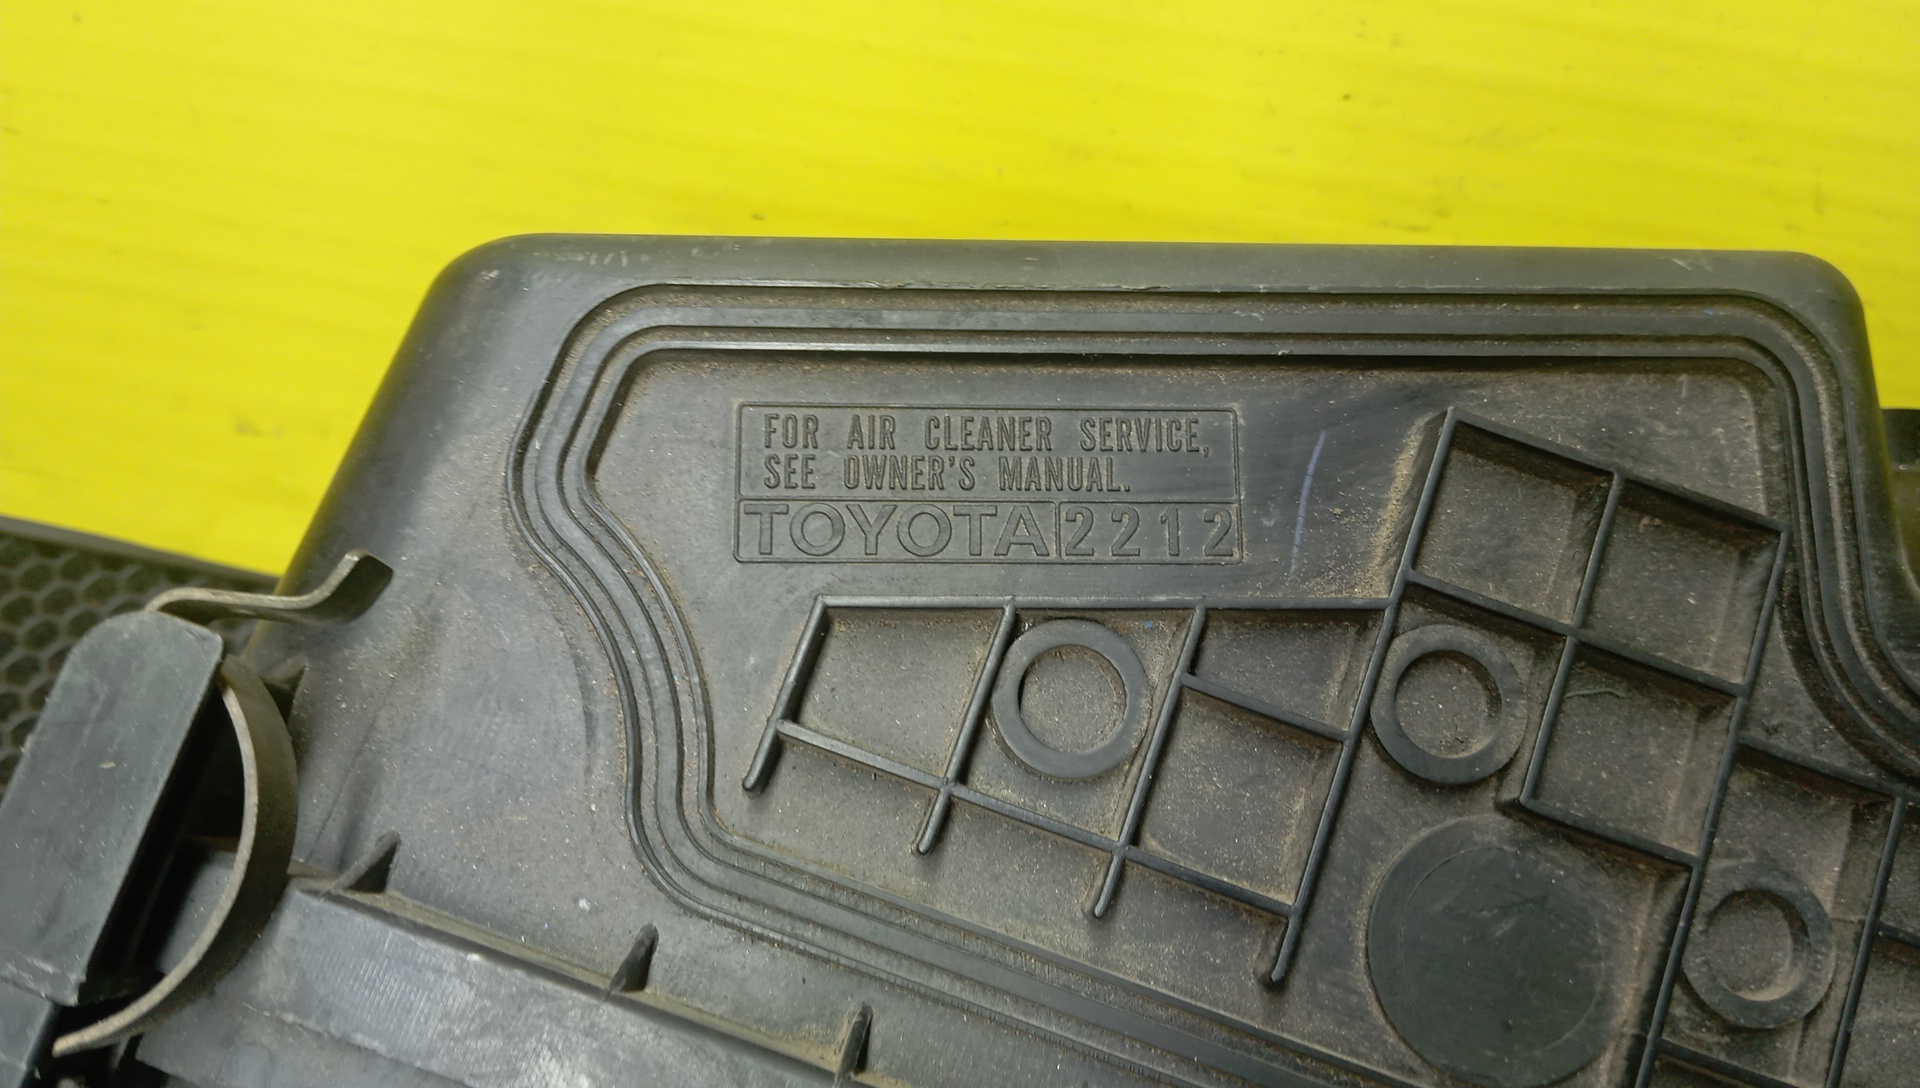 FOR AIR CLEANER SERVICE,
SEE OWNER'S MANUAL.
TOYOTA 2212